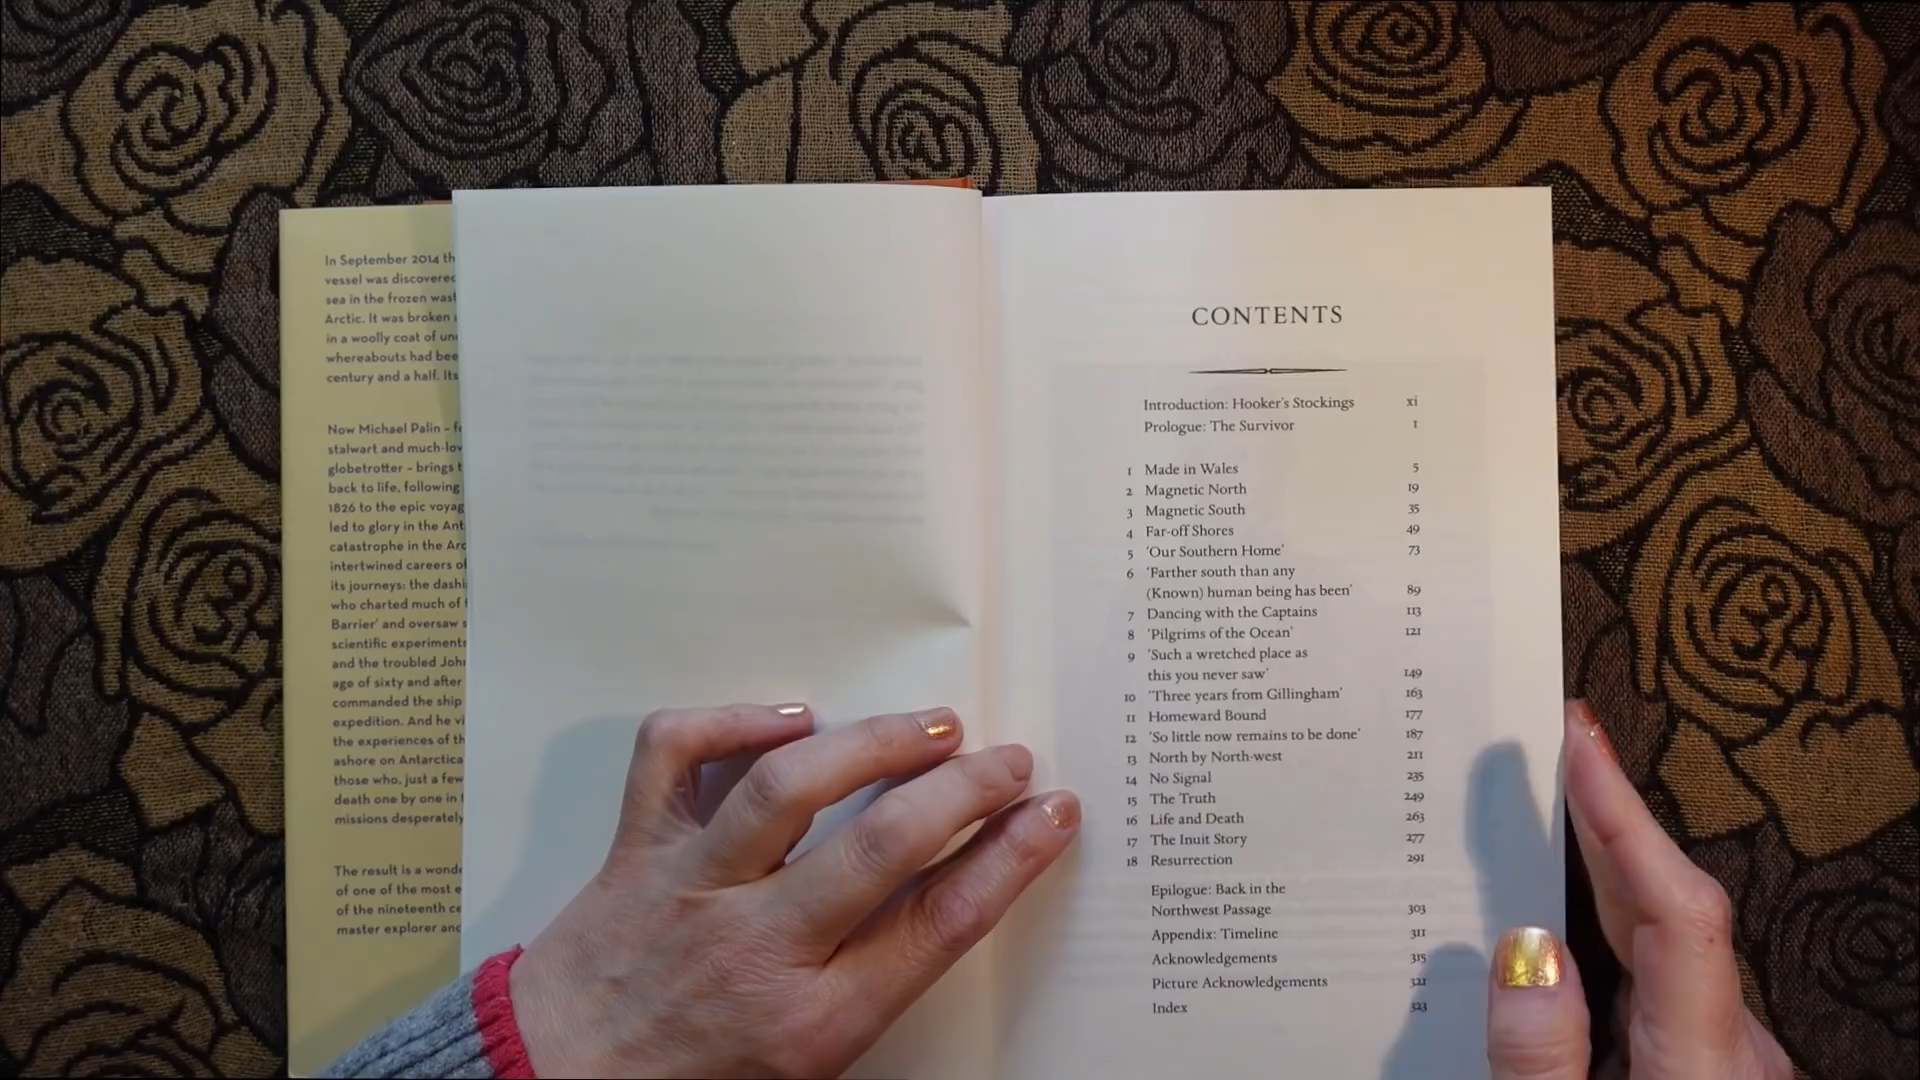 In September 2014 th
vessel was discovered
sea in the frozen wast
Arctic. It was broken
in a woolly coat of un
whereabouts had bee
century and a half. Its
Now Michael Palin – f
stalwart and much-lov
globetrotter – brings t
back to life, following
1826 to the epic voyag
led to glory in the Ant
catastrophe in the Arc
intertwined careers of
its journeys: the dashi
who charted much of
Barrier' and oversaw s
scientific experiments
and the troubled John
age of sixty and after
commanded the ship
expedition. And he vi
the experiences of th
ashore on Antarctica
those who, just a few
death one by one in
missions desperately
The result is a wonde
of one of the most e
of the nineteenth ce
master explorer and
CONTENTS
Introduction: Hooker's Stockings xi
Prologue: The Survivor 1
1 Made in Wales 5
2 Magnetic North 19
3 Magnetic South 35
4 Far-off Shores 49
5 'Our Southern Home' 73
6 'Farther south than any
(Known) human being has been' 89
7 Dancing with the Captains 113
8 'Pilgrims of the Ocean' 121
9 'Such a wretched place as
this you never saw' 149
10 'Three years from Gillingham' 163
11 Homeward Bound 177
12 'So little now remains to be done' 187
13 North by North-west 211
14 No Signal 235
15 The Truth 249
16 Life and Death 263
17 The Inuit Story 277
18 Resurrection 291
Epilogue: Back in the
Northwest Passage 303
Appendix: Timeline 311
Acknowledgements 315
Picture Acknowledgements 321
Index 323